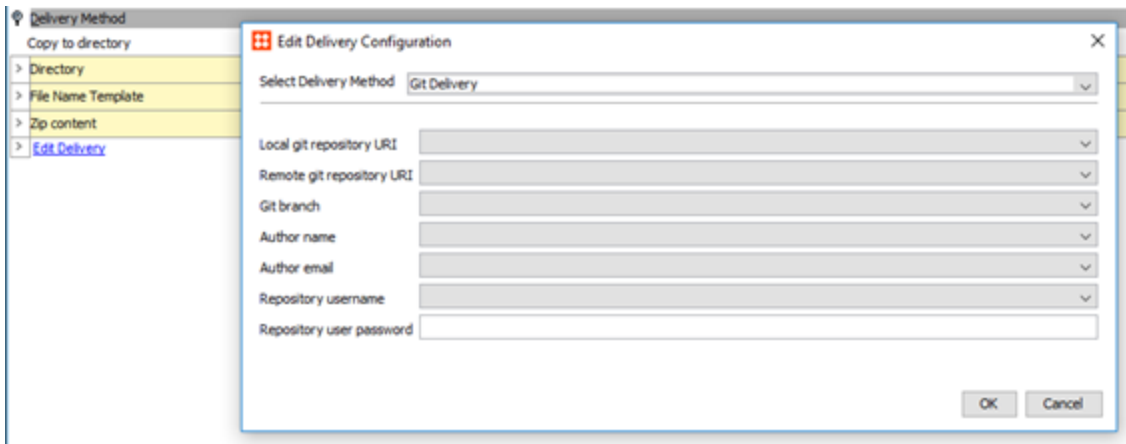 Delivery Method
Copy to directory
Directory
File Name Template
Zip content
Edit Delivery
Edit Delivery Configuration
Select Delivery Method Git Delivery
Local git repository URI
Remote git repository URI
Git branch
Author name
Author email
Repository username
Repository user password
OK Cancel